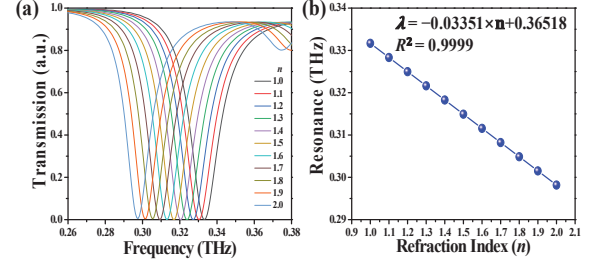 (a)
Transmission (a.u.)
1.0
0.8
0.6
0.4
0.2
0.0
n
1.0
1.1
1.2
1.3
1.4
1.5
1.6
1.7
1.8
1.9
2.0
0.26 0.28 0.30 0.32 0.34 0.36 0.38
Frequency (THz)
(b)
λ = −0.03351×n+0.36518
R² = 0.9999
Resonance (THz)
0.34
0.33
0.32
0.31
0.30
0.29
1.0 1.1 1.2 1.3 1.4 1.5 1.6 1.7 1.8 1.9 2.0 2.1
Refraction Index (n)